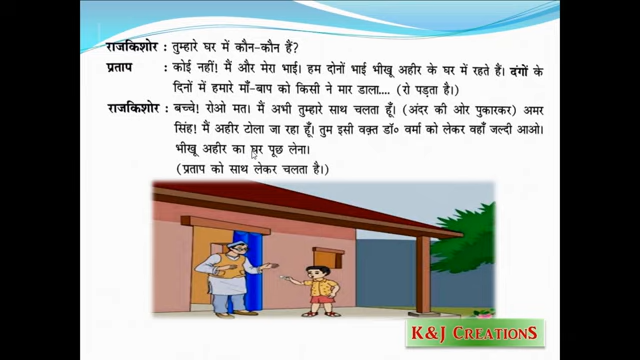 राजकिशोर : तुम्हारे घर में कौन-कौन हैं?
प्रताप : कोई नहीं! मैं और मेरा भाई। हम दोनों भाई भीखू अहीर के घर में रहते हैं। दंगों के
दिनों में हमारे माँ-बाप को किसी ने मार डाला.... (रो पड़ता है।)
राजकिशोर : बच्चे! रोओ मत। मैं अभी तुम्हारे साथ चलता हूँ। (अंदर की ओर पुकारकर) अमर
सिंह! मैं अहीर टोला जा रहा हूँ। तुम इसी वक़्त डॉ॰ वर्मा को लेकर वहाँ जल्दी आओ।
भीखू अहीर का घर पूछ लेना।
(प्रताप को साथ लेकर चलता है।)
K&J CREATIONS